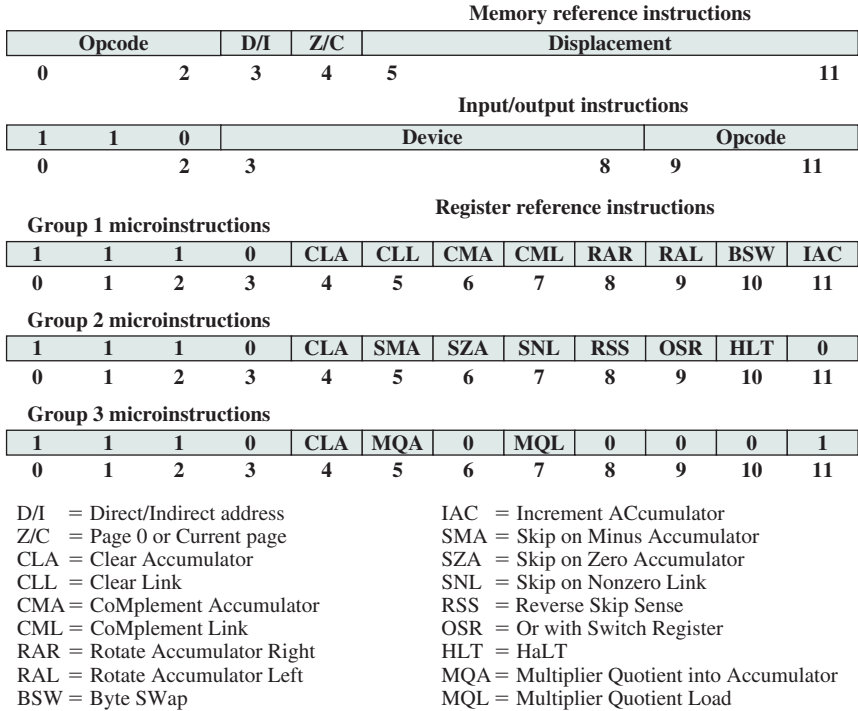 Memory reference instructions
Opcode D/I Z/C Displacement
0 2 3 4 5 11
Input/output instructions
1 1 0 Device Opcode
0 2 3 8 9 11
Register reference instructions
Group 1 microinstructions
1 1 1 0 CLA CLL CMA CML RAR RAL BSW IAC
0 1 2 3 4 5 6 7 8 9 10 11
Group 2 microinstructions
1 1 1 0 CLA SMA SZA SNL RSS OSR HLT 0
0 1 2 3 4 5 6 7 8 9 10 11
Group 3 microinstructions
1 1 1 0 CLA MQA 0 MQL 0 0 0 1
0 1 2 3 4 5 6 7 8 9 10 11
D/I = Direct/Indirect address
Z/C = Page 0 or Current page
CLA = Clear Accumulator
CLL = Clear Link
CMA = CoMplement Accumulator
CML = CoMplement Link
RAR = Rotate Accumulator Right
RAL = Rotate Accumulator Left
BSW = Byte SWap
IAC = Increment ACcumulator
SMA = Skip on Minus Accumulator
SZA = Skip on Zero Accumulator
SNL = Skip on Nonzero Link
RSS = Reverse Skip Sense
OSR = Or with Switch Register
HLT = HaLT
MQA = Multiplier Quotient into Accumulator
MQL = Multiplier Quotient Load